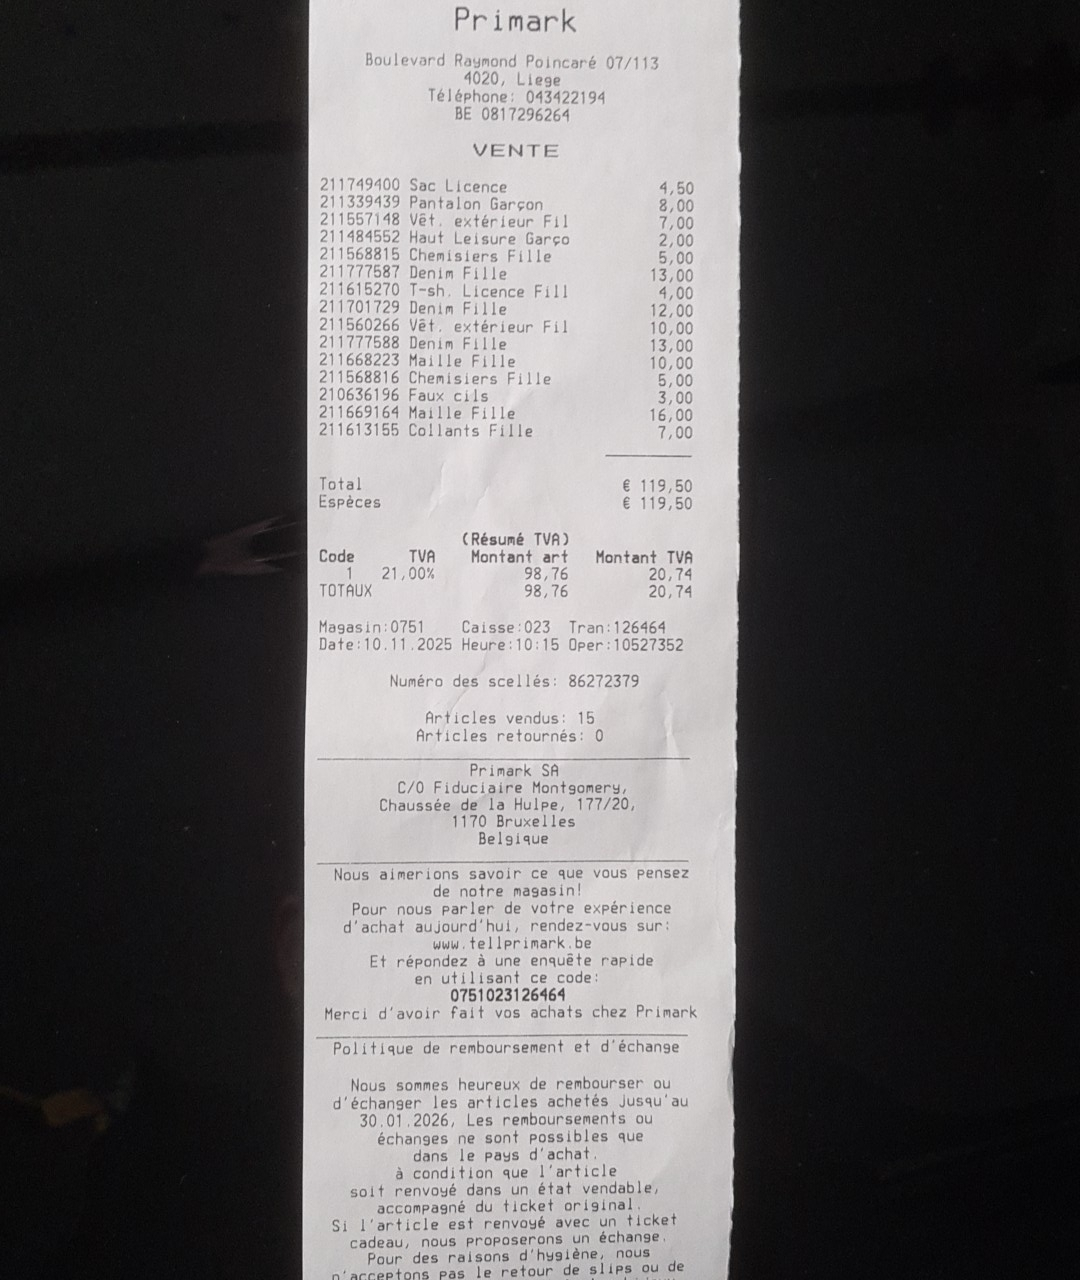 Primark
Boulevard Raymond Poincaré 07/113
4020, Liege
Téléphone: 043422194
BE 0817296264
VENTE
211749400 Sac Licence 4,50
211339439 Pantalon Garçon 8,00
211557148 Vêt. extérieur Fil 7,00
211484552 Haut Leisure Garço 2,00
211568815 Chemisiers Fille 5,00
211777587 Denim Fille 13,00
211615270 T-sh. Licence Fill 4,00
211701729 Denim Fille 12,00
211560266 Vêt. extérieur Fil 10,00
211777588 Denim Fille 13,00
211668223 Maille Fille 10,00
211568816 Chemisiers Fille 5,00
210636196 Faux cils 3,00
211669164 Maille Fille 16,00
211613155 Collants Fille 7,00
Total € 119,50
Espèces € 119,50
(Résumé TVA)
Code TVA Montant art Montant TVA
1 21,00% 98,76 20,74
TOTAUX 98,76 20,74
Magasin:0751 Caisse:023 Tran:126464
Date:10.11.2025 Heure:10:15 Oper:10527352
Numéro des scellés: 86272379
Articles vendus: 15
Articles retournés: 0
Primark SA
C/O Fiduciaire Montgomery,
Chaussée de la Hulpe, 177/20,
1170 Bruxelles
Belgique
Nous aimerions savoir ce que vous pensez
de notre magasin!
Pour nous parler de votre expérience
d'achat aujourd'hui, rendez-vous sur:
www.tellprimark.be
Et répondez à une enquête rapide
en utilisant ce code:
0751023126464
Merci d'avoir fait vos achats chez Primark
Politique de remboursement et d'échange
Nous sommes heureux de rembourser ou
d'échanger les articles achetés jusqu'au
30.01.2026, Les remboursements ou
échanges ne sont possibles que
dans le pays d'achat.
à condition que l'article
soit renvoyé dans un état vendable,
accompagné du ticket original.
Si l'article est renvoyé avec un ticket
cadeau, nous proposerons un échange.
Pour des raisons d'hygiène, nous
n'acceptons pas le retour de slips ou de